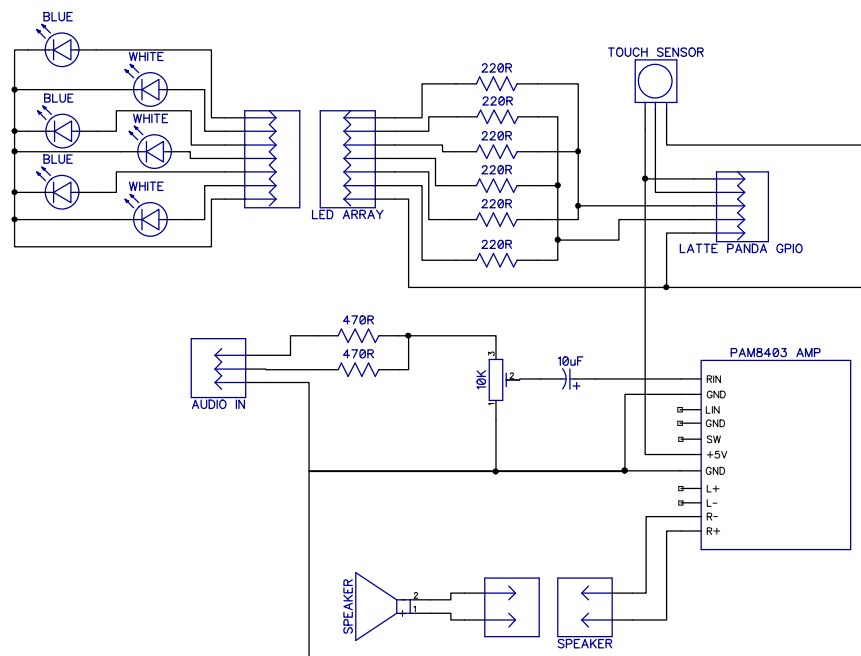 BLUE
WHITE
BLUE
WHITE
BLUE
WHITE
LED ARRAY
220R
220R
220R
220R
220R
220R
TOUCH SENSOR
LATTE PANDA GPIO
470R
470R
AUDIO IN
3
10K
2
1
10uF
+
PAM8403 AMP
RIN
GND
LIN
GND
SW
+5V
GND
L+
L-
R-
R+
SPEAKER
2
1
+
SPEAKER